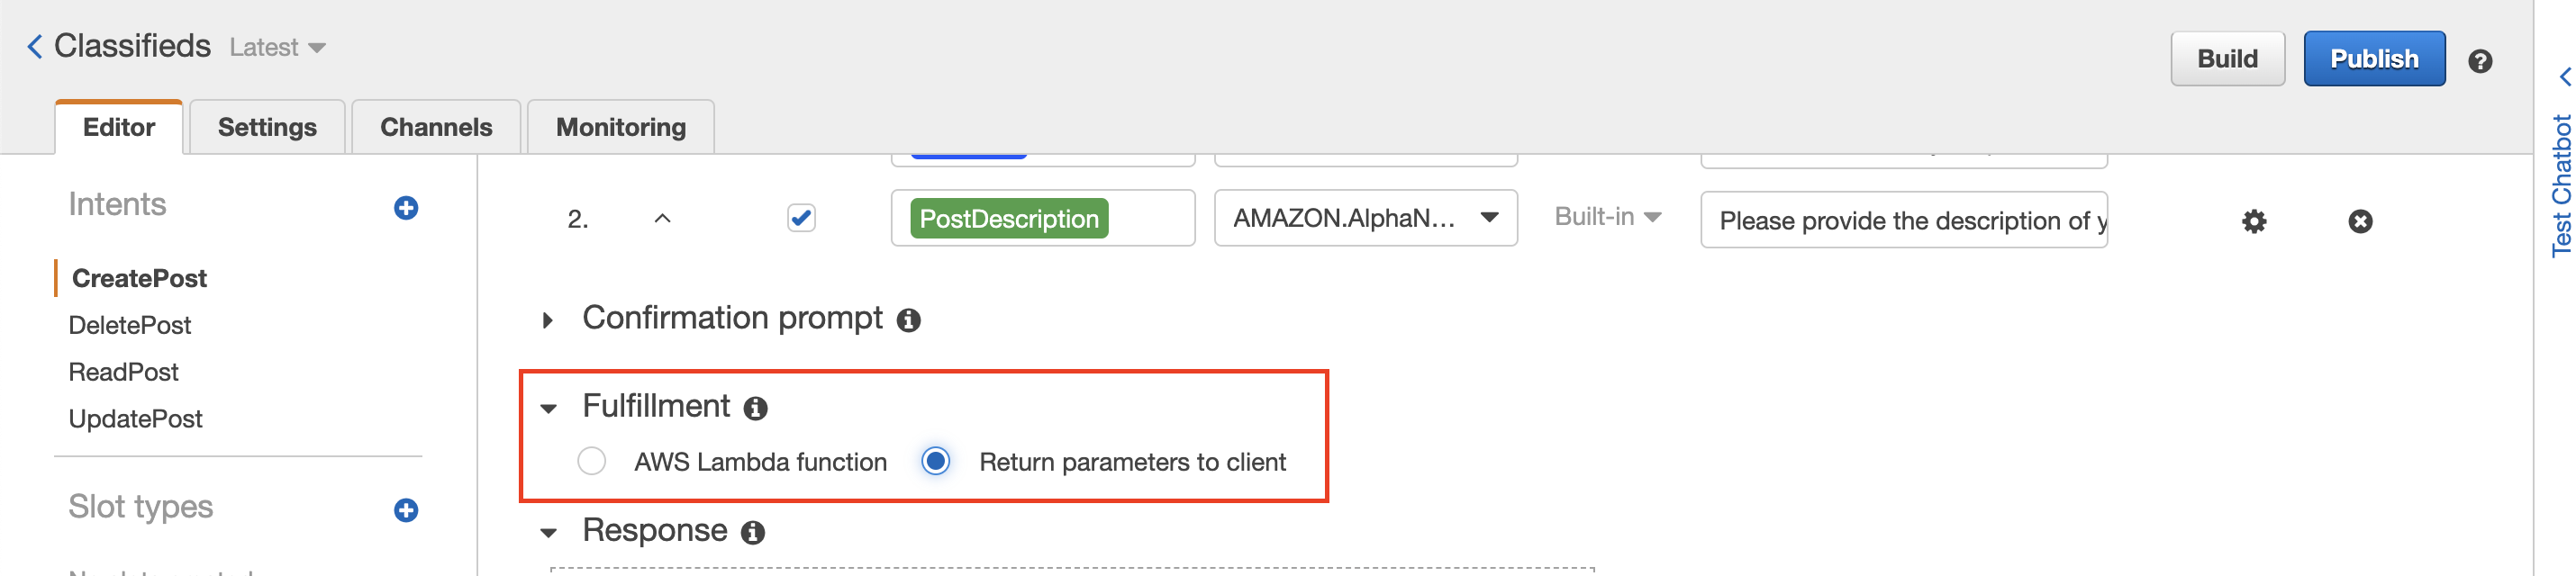 Classifieds Latest
Build Publish
Editor Settings Channels Monitoring
Test Chatbot
Intents
CreatePost
DeletePost
ReadPost
UpdatePost
Slot types
2. PostDescription AMAZON.AlphaN... Built-in Please provide the description of y
Confirmation prompt
Fulfillment
AWS Lambda function Return parameters to client
Response